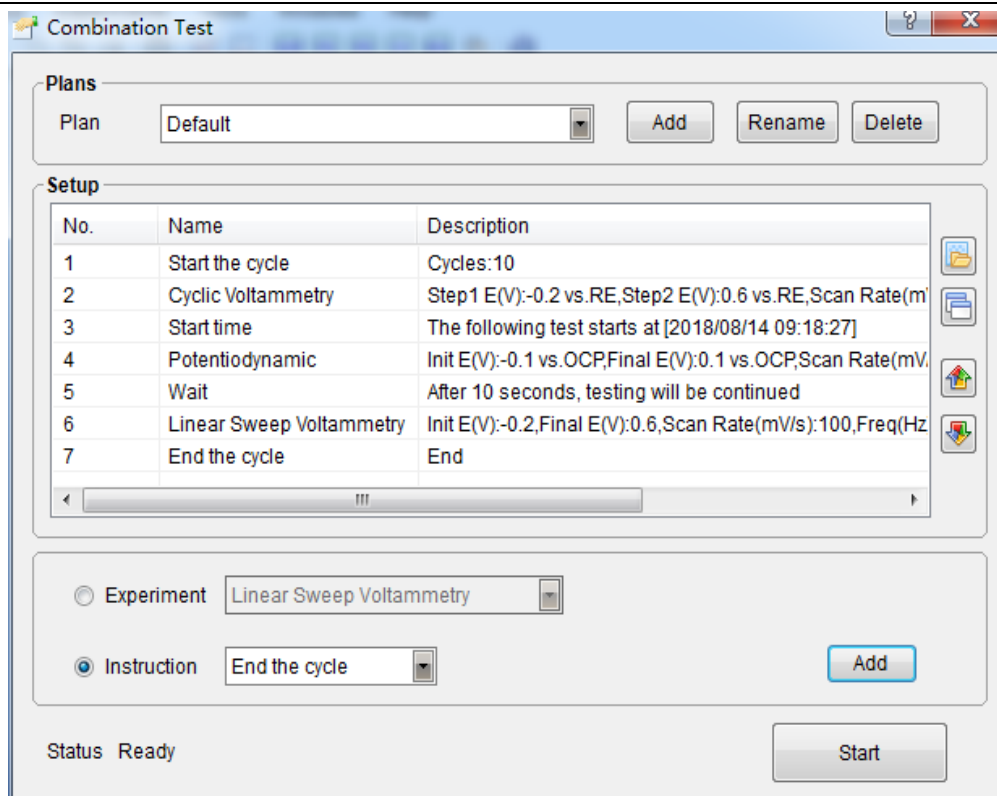 Combination Test
Plans
Plan Default Add Rename Delete
Setup
No. Name Description
1 Start the cycle Cycles:10
2 Cyclic Voltammetry Step1 E(V):-0.2 vs.RE,Step2 E(V):0.6 vs.RE,Scan Rate(m
3 Start time The following test starts at [2018/08/14 09:18:27]
4 Potentiodynamic Init E(V):-0.1 vs.OCP,Final E(V):0.1 vs.OCP,Scan Rate(mV/
5 Wait After 10 seconds, testing will be continued
6 Linear Sweep Voltammetry Init E(V):-0.2,Final E(V):0.6,Scan Rate(mV/s):100,Freq(Hz
7 End the cycle End
Experiment Linear Sweep Voltammetry
Instruction End the cycle Add
Status Ready Start